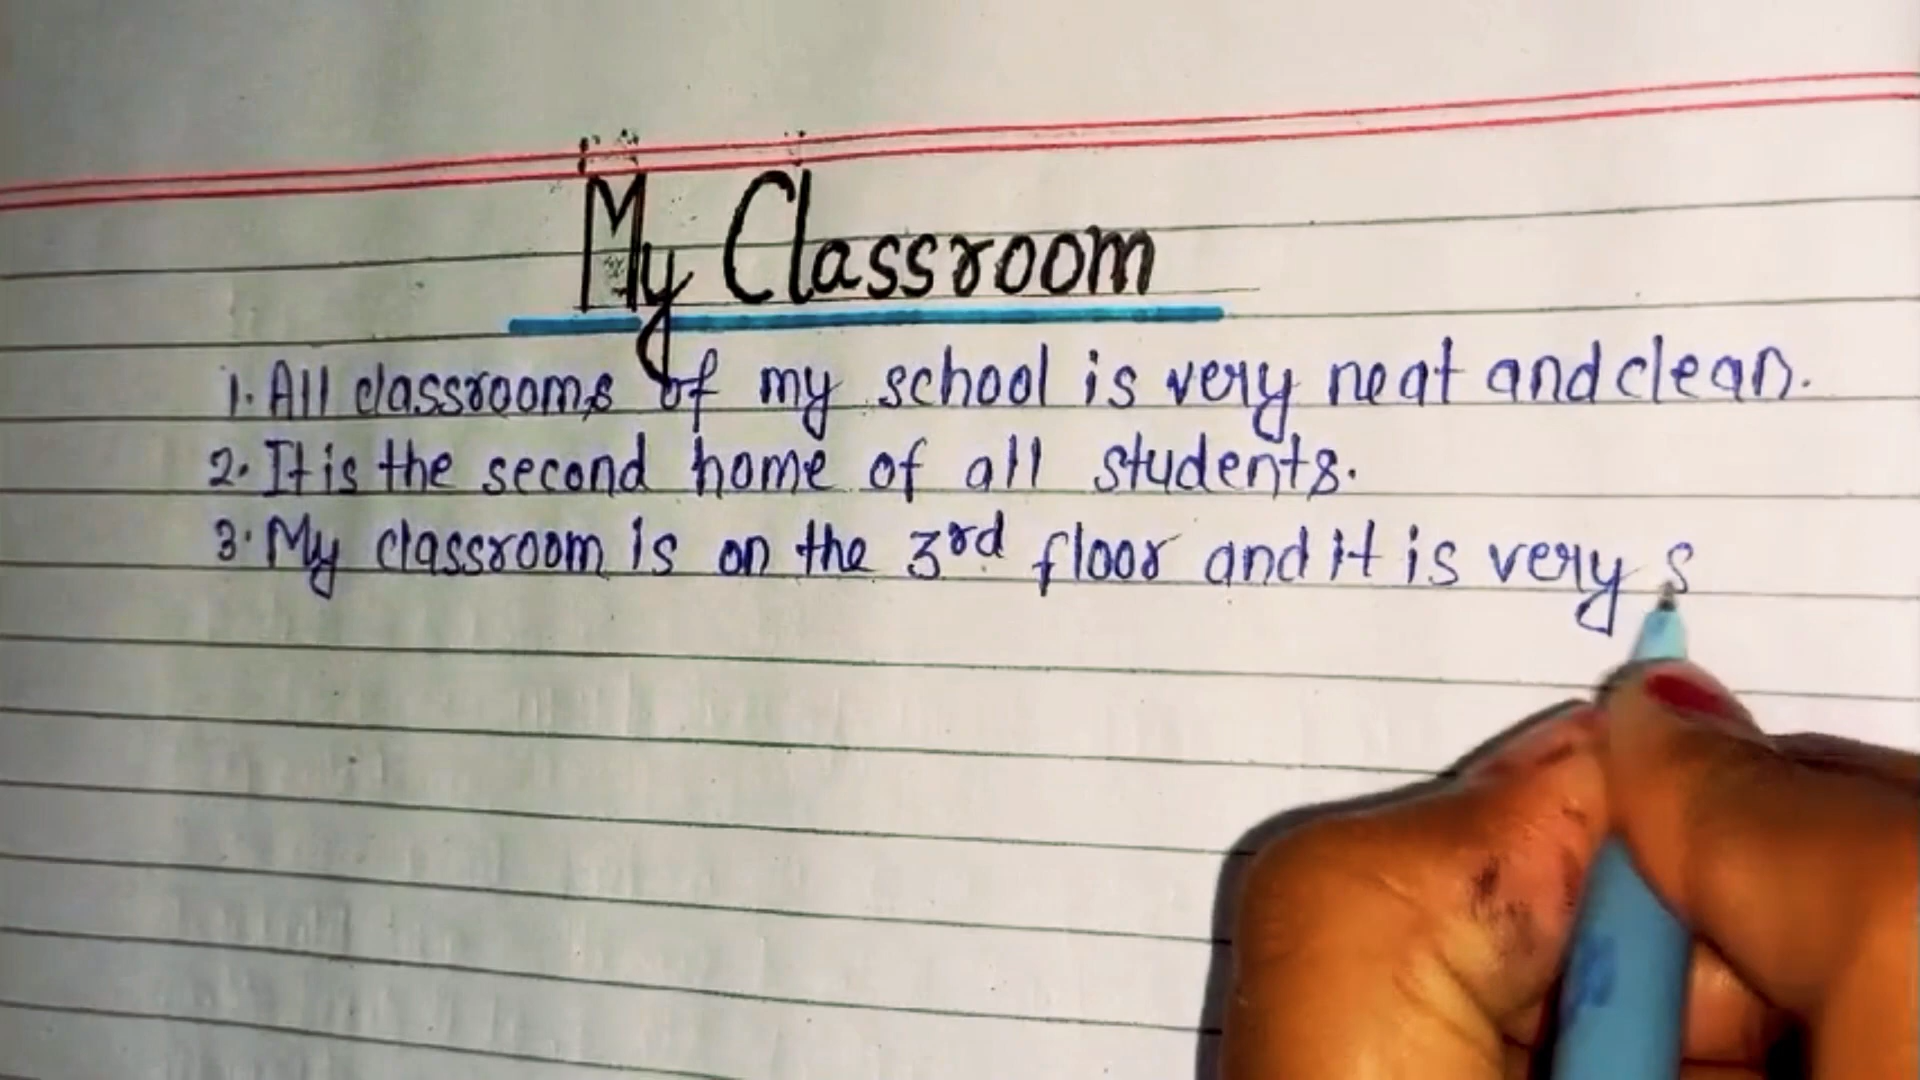 My Classroom
1. All classrooms of my school is very neat and clean.
2. It is the second home of all students.
3. My classroom is on the 3rd floor and it is very s